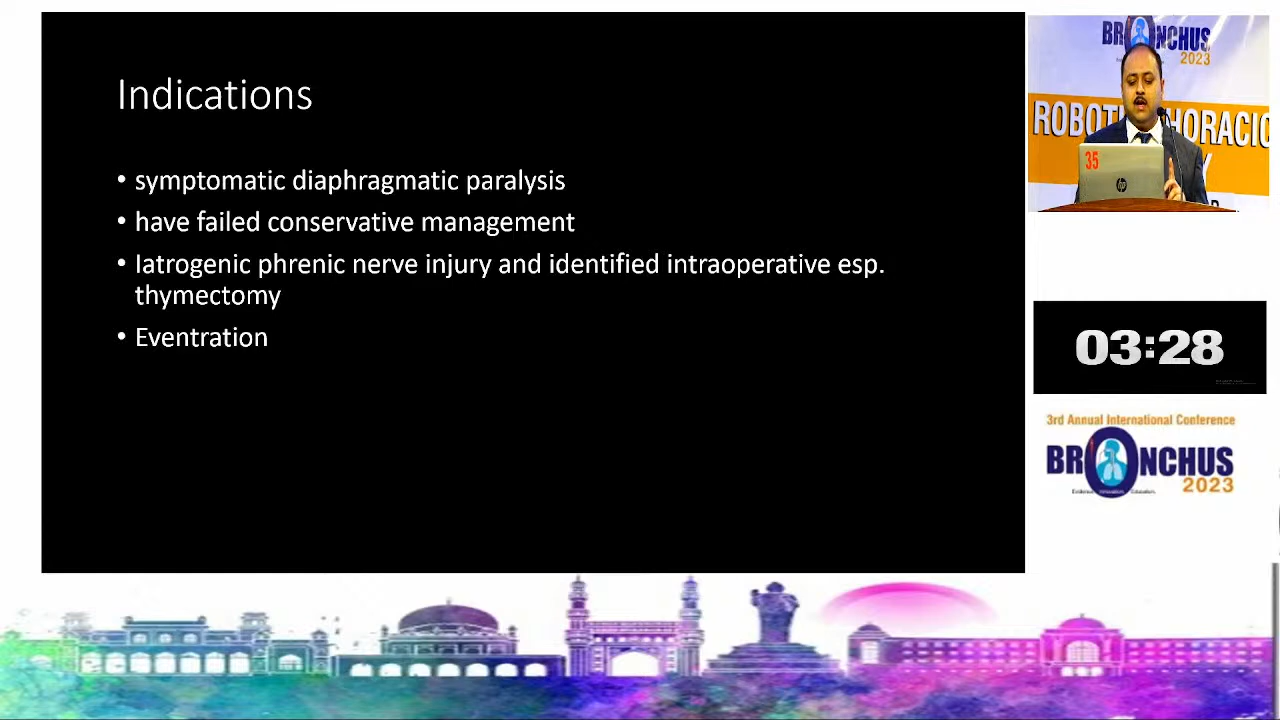 Indications
• symptomatic diaphragmatic paralysis
• have failed conservative management
• Iatrogenic phrenic nerve injury and identified intraoperative esp.
thymectomy
• Eventration
BRONCHUS
2023
ROBOTIC THORACIC
35
hp
03:28
3rd Annual International Conference
BRONCHUS
2023